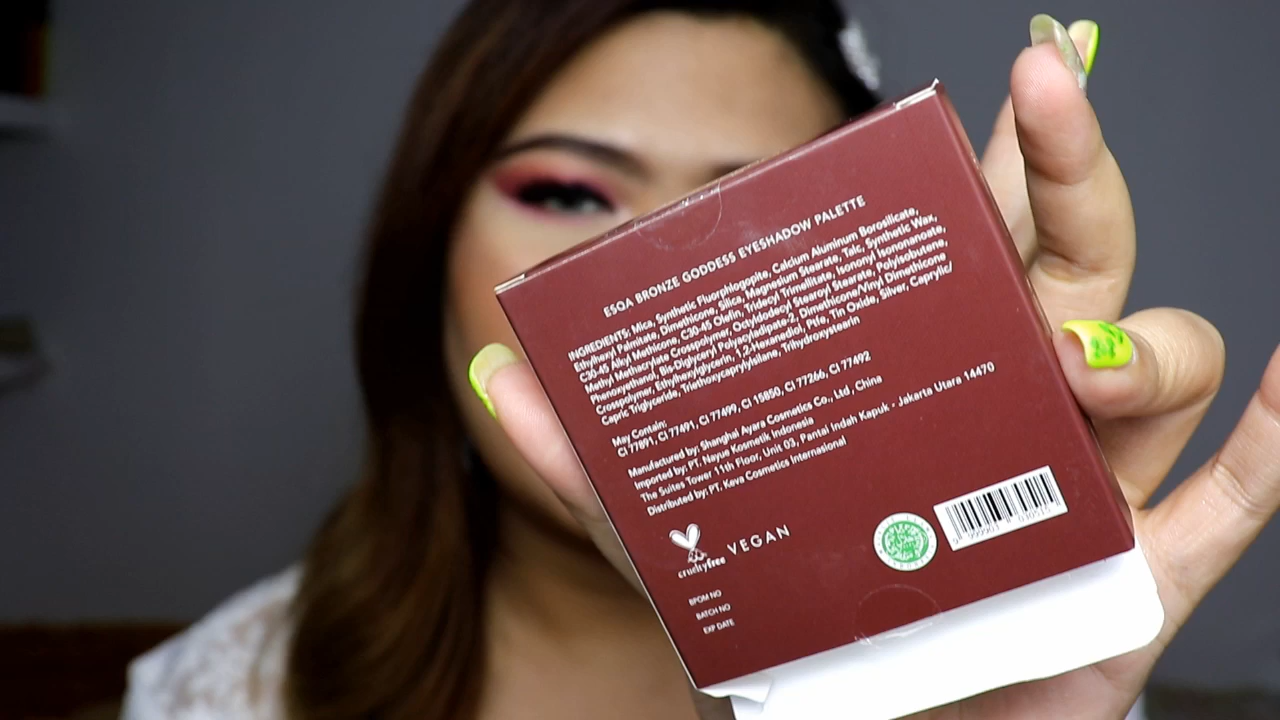 ESQA BRONZE GODDESS EYESHADOW PALETTE
INGREDIENTS: Mica, Synthetic Fluorphlogopite, Calcium Aluminum Borosilicate,
Ethylhexyl Palmitate, Dimethicone, Silica, Magnesium Stearate, Talc, Synthetic Wax,
C30-45 Alkyl Methicone, C30-45 Olefin, Tridecyl Trimellitate, Isononyl Isononanoate,
Methyl Methacrylate Crosspolymer, Octyldodecyl Stearoyl Stearate, Polyisobutene,
Phenoxyethanol, Bis-Diglyceryl Polyacyladipate-2, Dimethicone/Vinyl Dimethicone
Crosspolymer, Ethylhexylglycerin, 1,2-Hexanediol, Ptfe, Tin Oxide, Silver, Caprylic/
Capric Triglyceride, Triethoxycaprylylsilane, Trihydroxystearin
May Contain:
CI 77891, CI 77491, CI 77499, CI 15850, CI 77266, CI 77492
Manufactured by: Shanghai Ayara Cosmetics Co., Ltd , China
Imported by: PT. Nayue Kosmetik Indonesia
The Suites Tower 11th Floor, Unit 03, Pantai Indah Kapuk - Jakarta Utara 14470
Distributed by: PT. Keva Cosmetics Internasional
crueltyfree VEGAN
BPOM NO
BATCH NO
EXP DATE